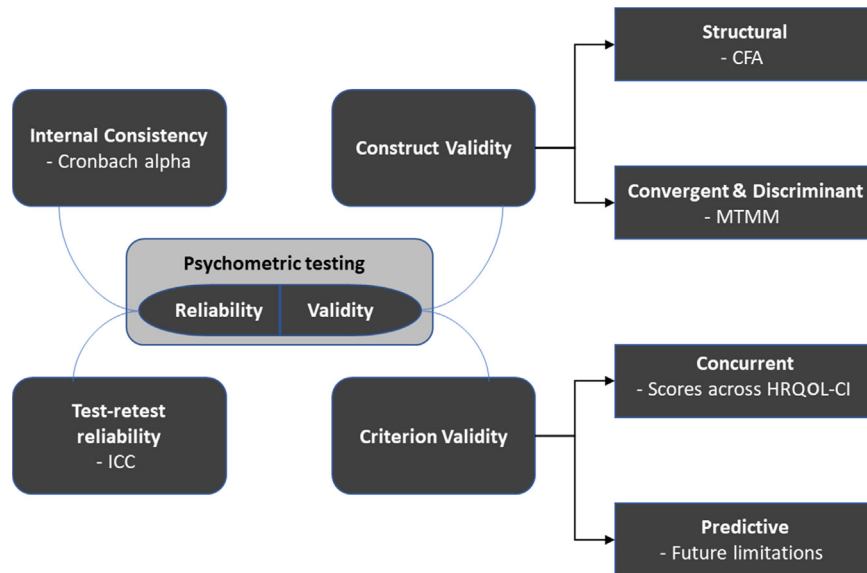 Structural
- CFA
Internal Consistency
- Cronbach alpha
Construct Validity
Convergent & Discriminant
- MTMM
Psychometric testing
Reliability
Validity
Concurrent
- Scores across HRQOL-CI
Test-retest
reliability
- ICC
Criterion Validity
Predictive
- Future limitations